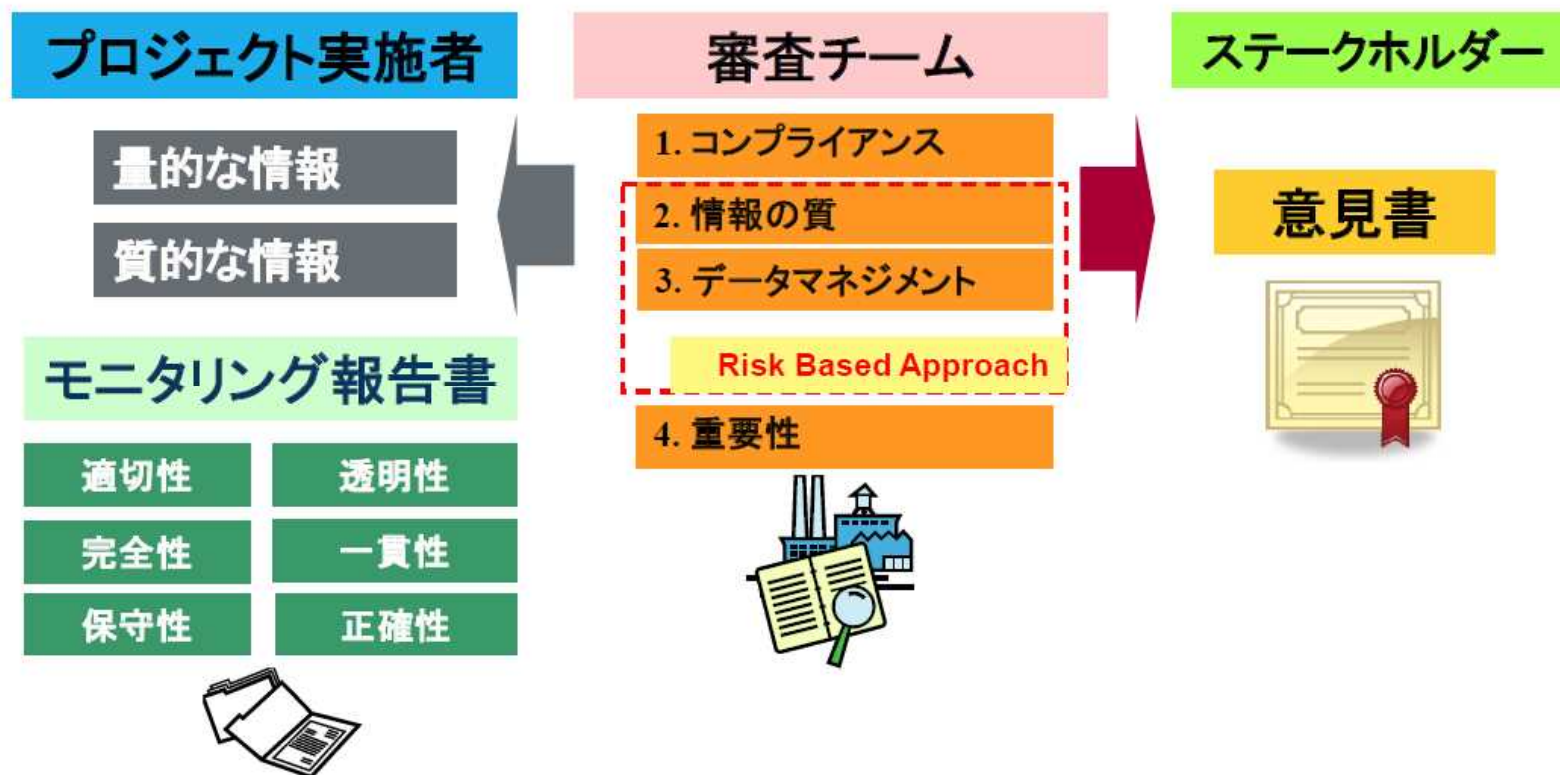 プロジェクト実施者
審査チーム
ステークホルダー
量的な情報
質的な情報
モニタリング報告書
適切性
透明性
完全性
一貫性
保守性
正確性
1. コンプライアンス
2. 情報の質
3. データマネジメント
Risk Based Approach
4. 重要性
意見書